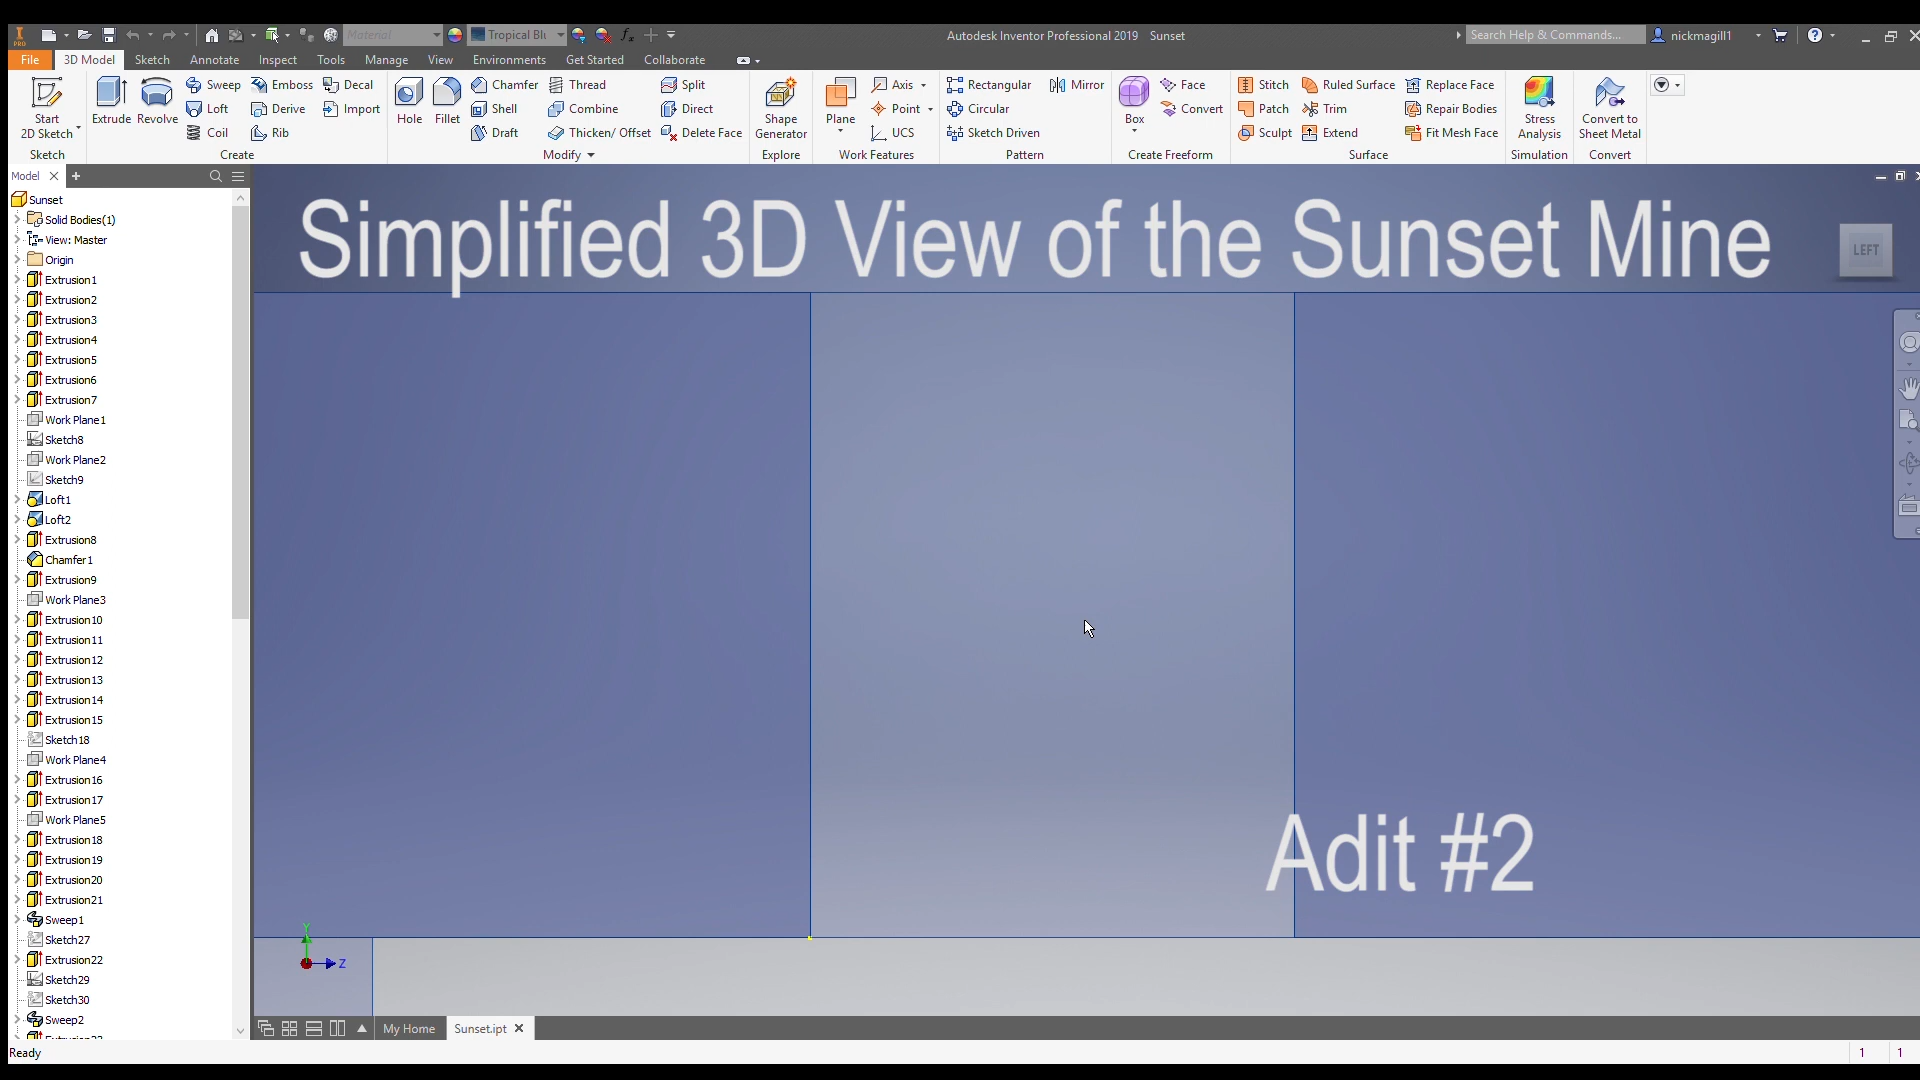 PRO
Material
Tropical Blu
Autodesk Inventor Professional 2019 Sunset
Search Help & Commands...
nickmagill1
File 3D Model Sketch Annotate Inspect Tools Manage View Environments Get Started Collaborate
Start
2D Sketch
Extrude Revolve
Sweep Emboss Decal
Loft Derive Import
Coil Rib
Hole Fillet
Chamfer Thread Split
Shell Combine Direct
Draft Thicken/ Offset Delete Face
Shape
Generator
Plane
Axis
Point
UCS
Rectangular Mirror
Circular
Sketch Driven
Box
Face
Convert
Stitch Ruled Surface Replace Face
Patch Trim Repair Bodies
Sculpt Extend Fit Mesh Face
Stress
Analysis
Convert to
Sheet Metal
Sketch Create Modify Explore Work Features Pattern Create Freeform Surface Simulation Convert
Model
Sunset
Solid Bodies(1)
View: Master
Origin
Extrusion1
Extrusion2
Extrusion3
Extrusion4
Extrusion5
Extrusion6
Extrusion7
Work Plane1
Sketch8
Work Plane2
Sketch9
Loft1
Loft2
Extrusion8
Chamfer1
Extrusion9
Work Plane3
Extrusion10
Extrusion11
Extrusion12
Extrusion13
Extrusion14
Extrusion15
Sketch18
Work Plane4
Extrusion16
Extrusion17
Work Plane5
Extrusion18
Extrusion19
Extrusion20
Extrusion21
Sweep1
Sketch27
Extrusion22
Sketch29
Sketch30
Sweep2
Simplified 3D View of the Sunset Mine
LEFT
Adit #2
Y
Z
My Home Sunset.ipt
Ready
1 1